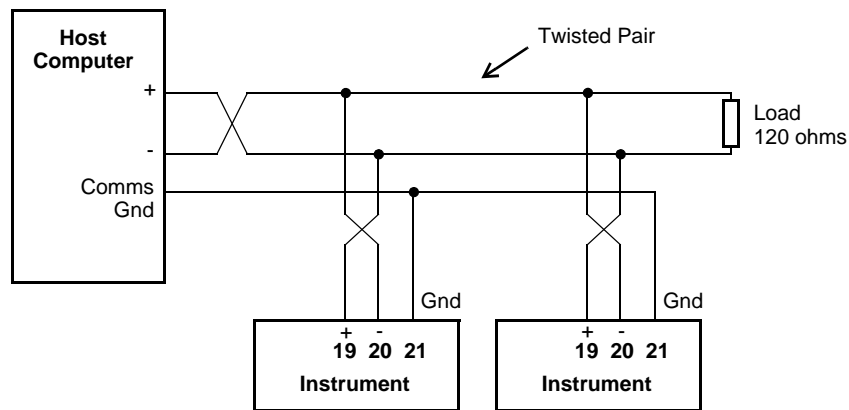 Host
Computer
Twisted Pair
+
-
Load
120 ohms
Comms
Gnd
Gnd
Gnd
+ -
19 20 21
Instrument
+ -
19 20 21
Instrument